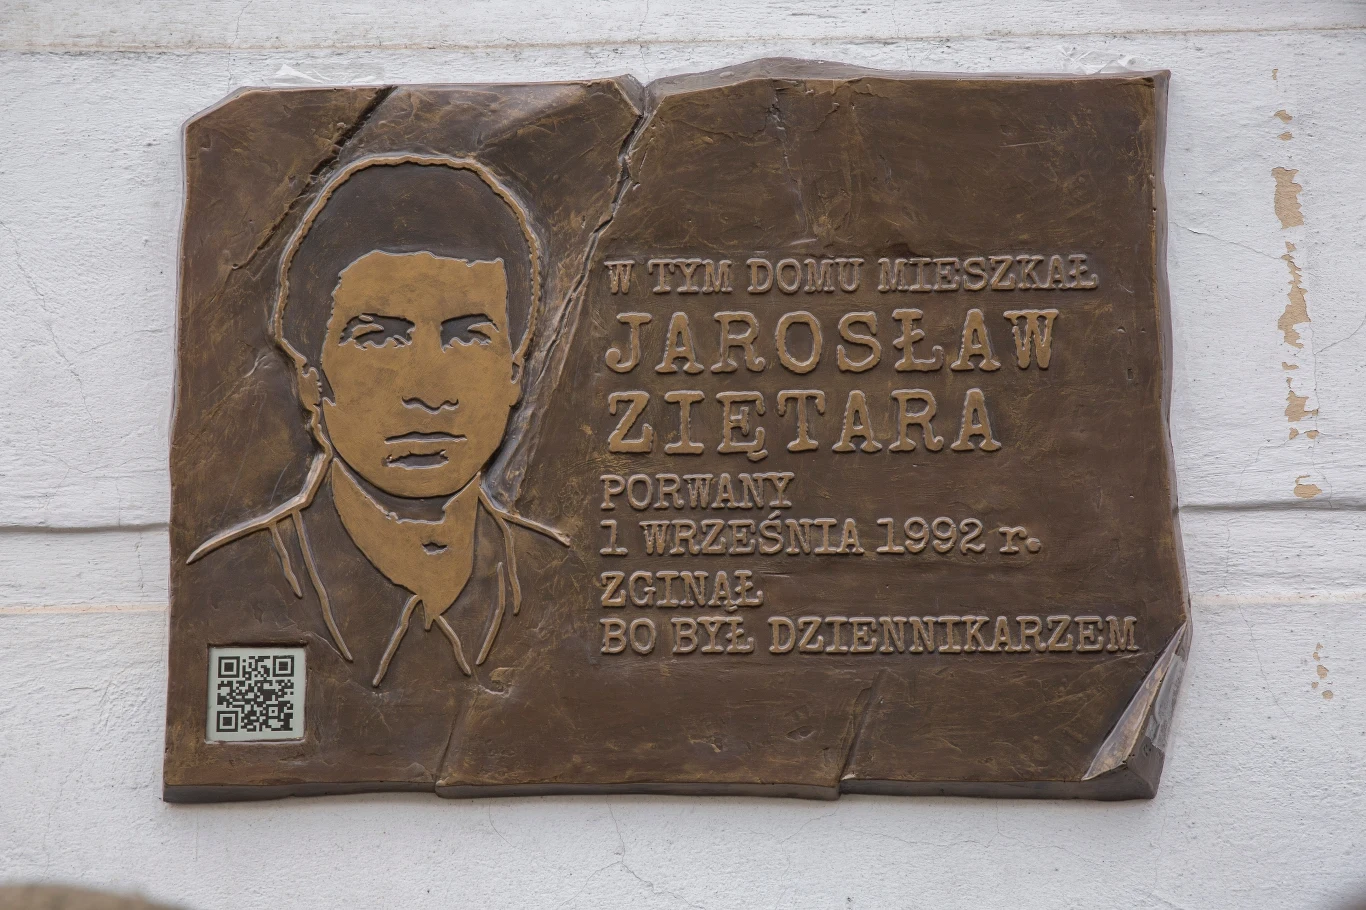 W TYM DOMU MIESZKAŁ
JAROSŁAW
ZIĘTARA
PORWANY
1 WRZEŚNIA 1992 r.
ZGINĄŁ
BO BYŁ DZIENNIKARZEM